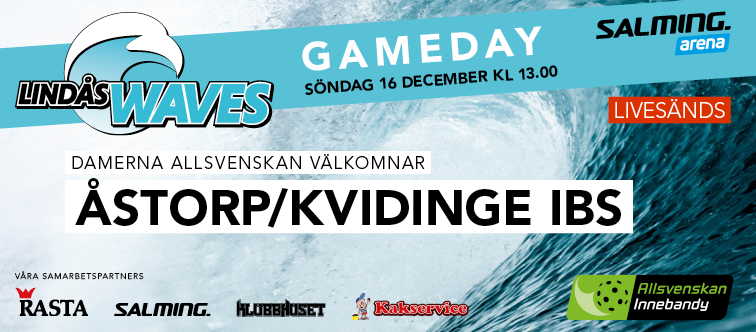 GAMEDAY
SÖNDAG 16 DECEMBER KL 13.00
SALMING.
arena
LINDÅS WAVES
LIVESÄNDS
DAMERNA ALLSVENSKAN VÄLKOMNAR
ÅSTORP/KVIDINGE IBS
VÅRA SAMARBETSPARTNERS
RASTA
SALMING.
KLUBBHUSET
Kakservice
Allsvenskan
Innebandy